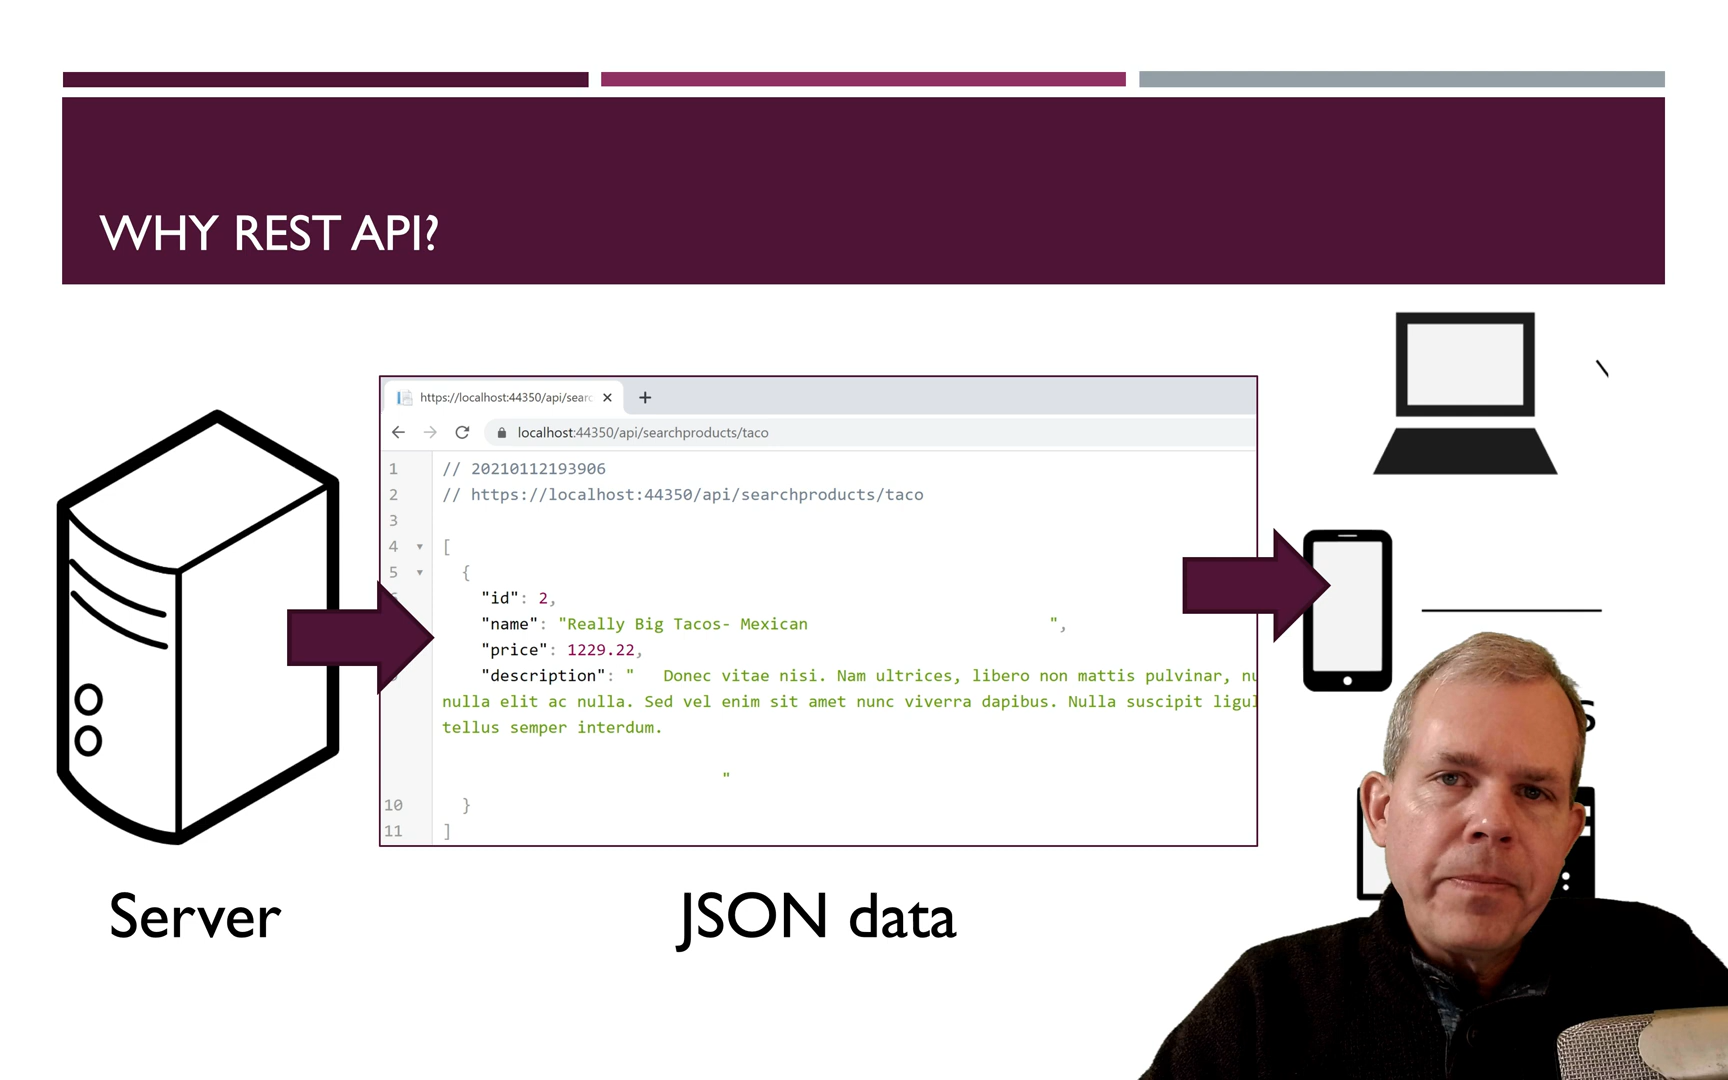 WHY REST API?
https://localhost:44350/api/sear
localhost:44350/api/searchproducts/taco
1 // 20210112193906
2 // https://localhost:44350/api/searchproducts/taco
3
4 [
5 {
"id": 2,
"name": "Really Big Tacos- Mexican ",
"price": 1229.22,
"description": " Donec vitae nisi. Nam ultrices, libero non mattis pulvinar,
nulla elit ac nulla. Sed vel enim sit amet nunc viverra dapibus. Nulla suscipit
tellus semper interdum.
"
10 }
11 ]
Server
JSON data